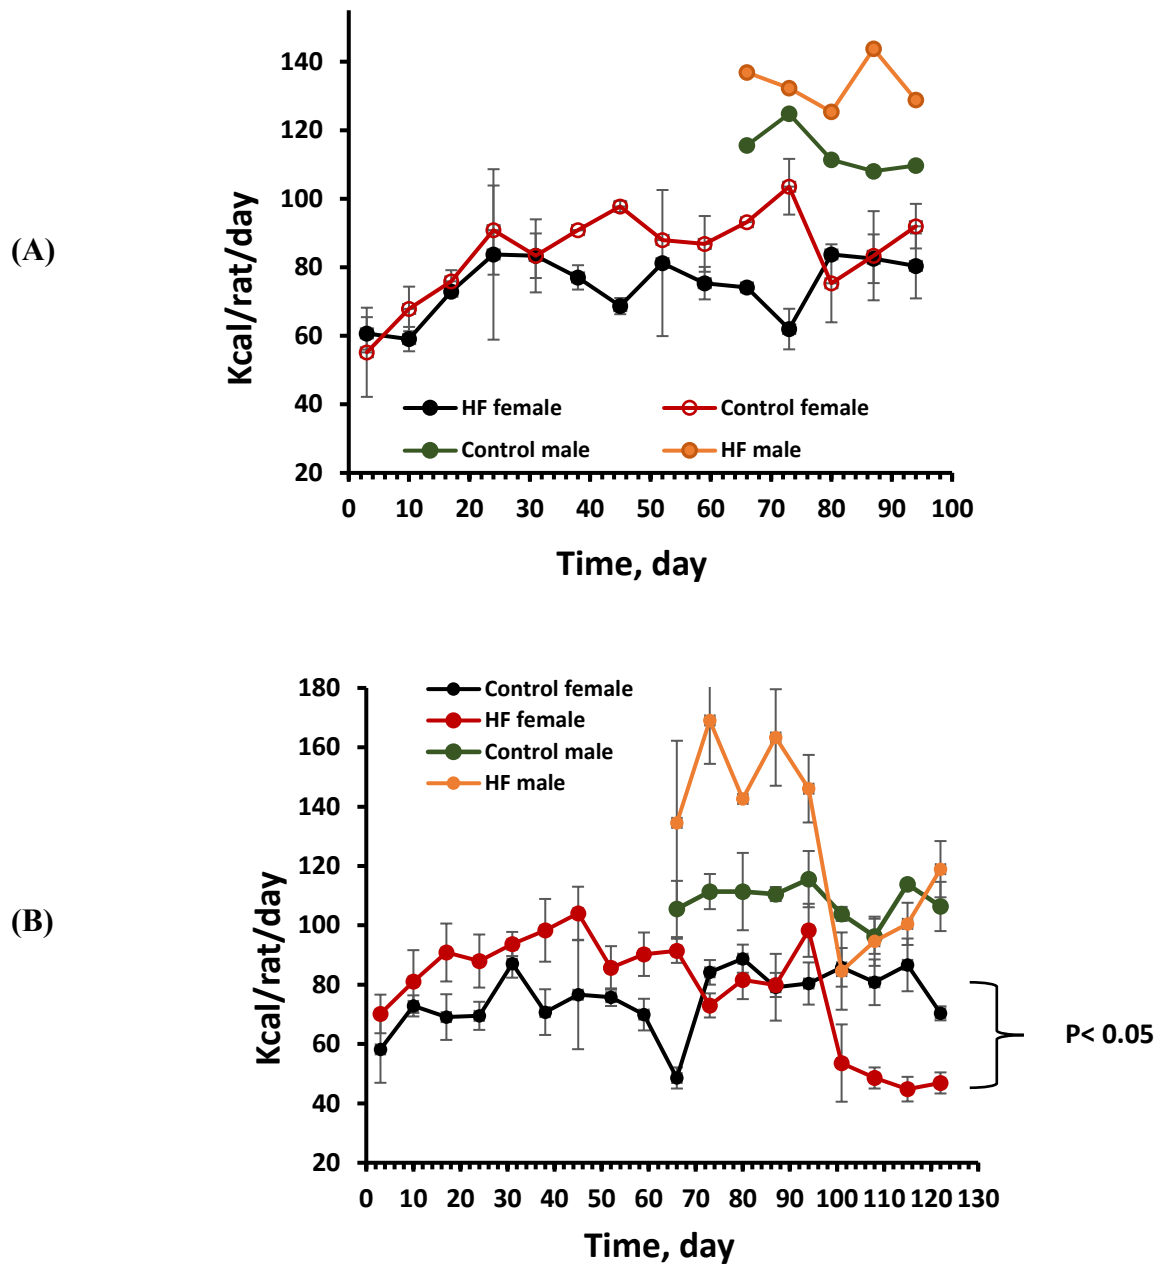 (A)
Kcal/rat/day
140
120
100
80
60
40
20
HF female
Control female
Control male
HF male
0 10 20 30 40 50 60 70 80 90 100
Time, day
(B)
Kcal/rat/day
180
160
140
120
100
80
60
40
20
Control female
HF female
Control male
HF male
P< 0.05
0 10 20 30 40 50 60 70 80 90 100 110 120 130
Time, day